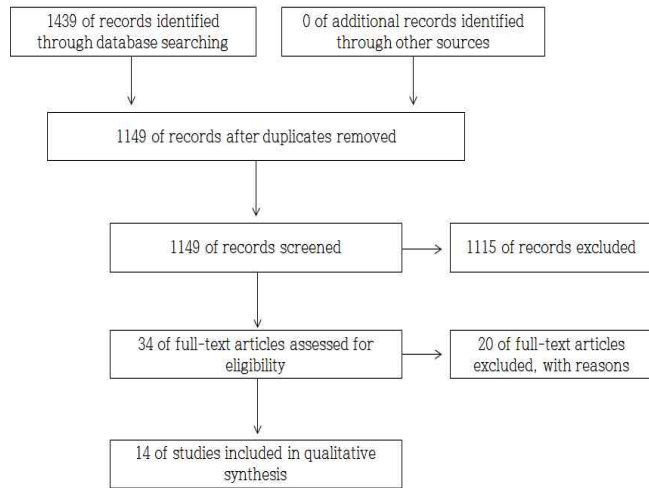 1439 of records identified
through database searching
0 of additional records identified
through other sources
1149 of records after duplicates removed
1149 of records screened
1115 of records excluded
34 of full-text articles assessed for
eligibility
20 of full-text articles
excluded, with reasons
14 of studies included in qualitative
synthesis